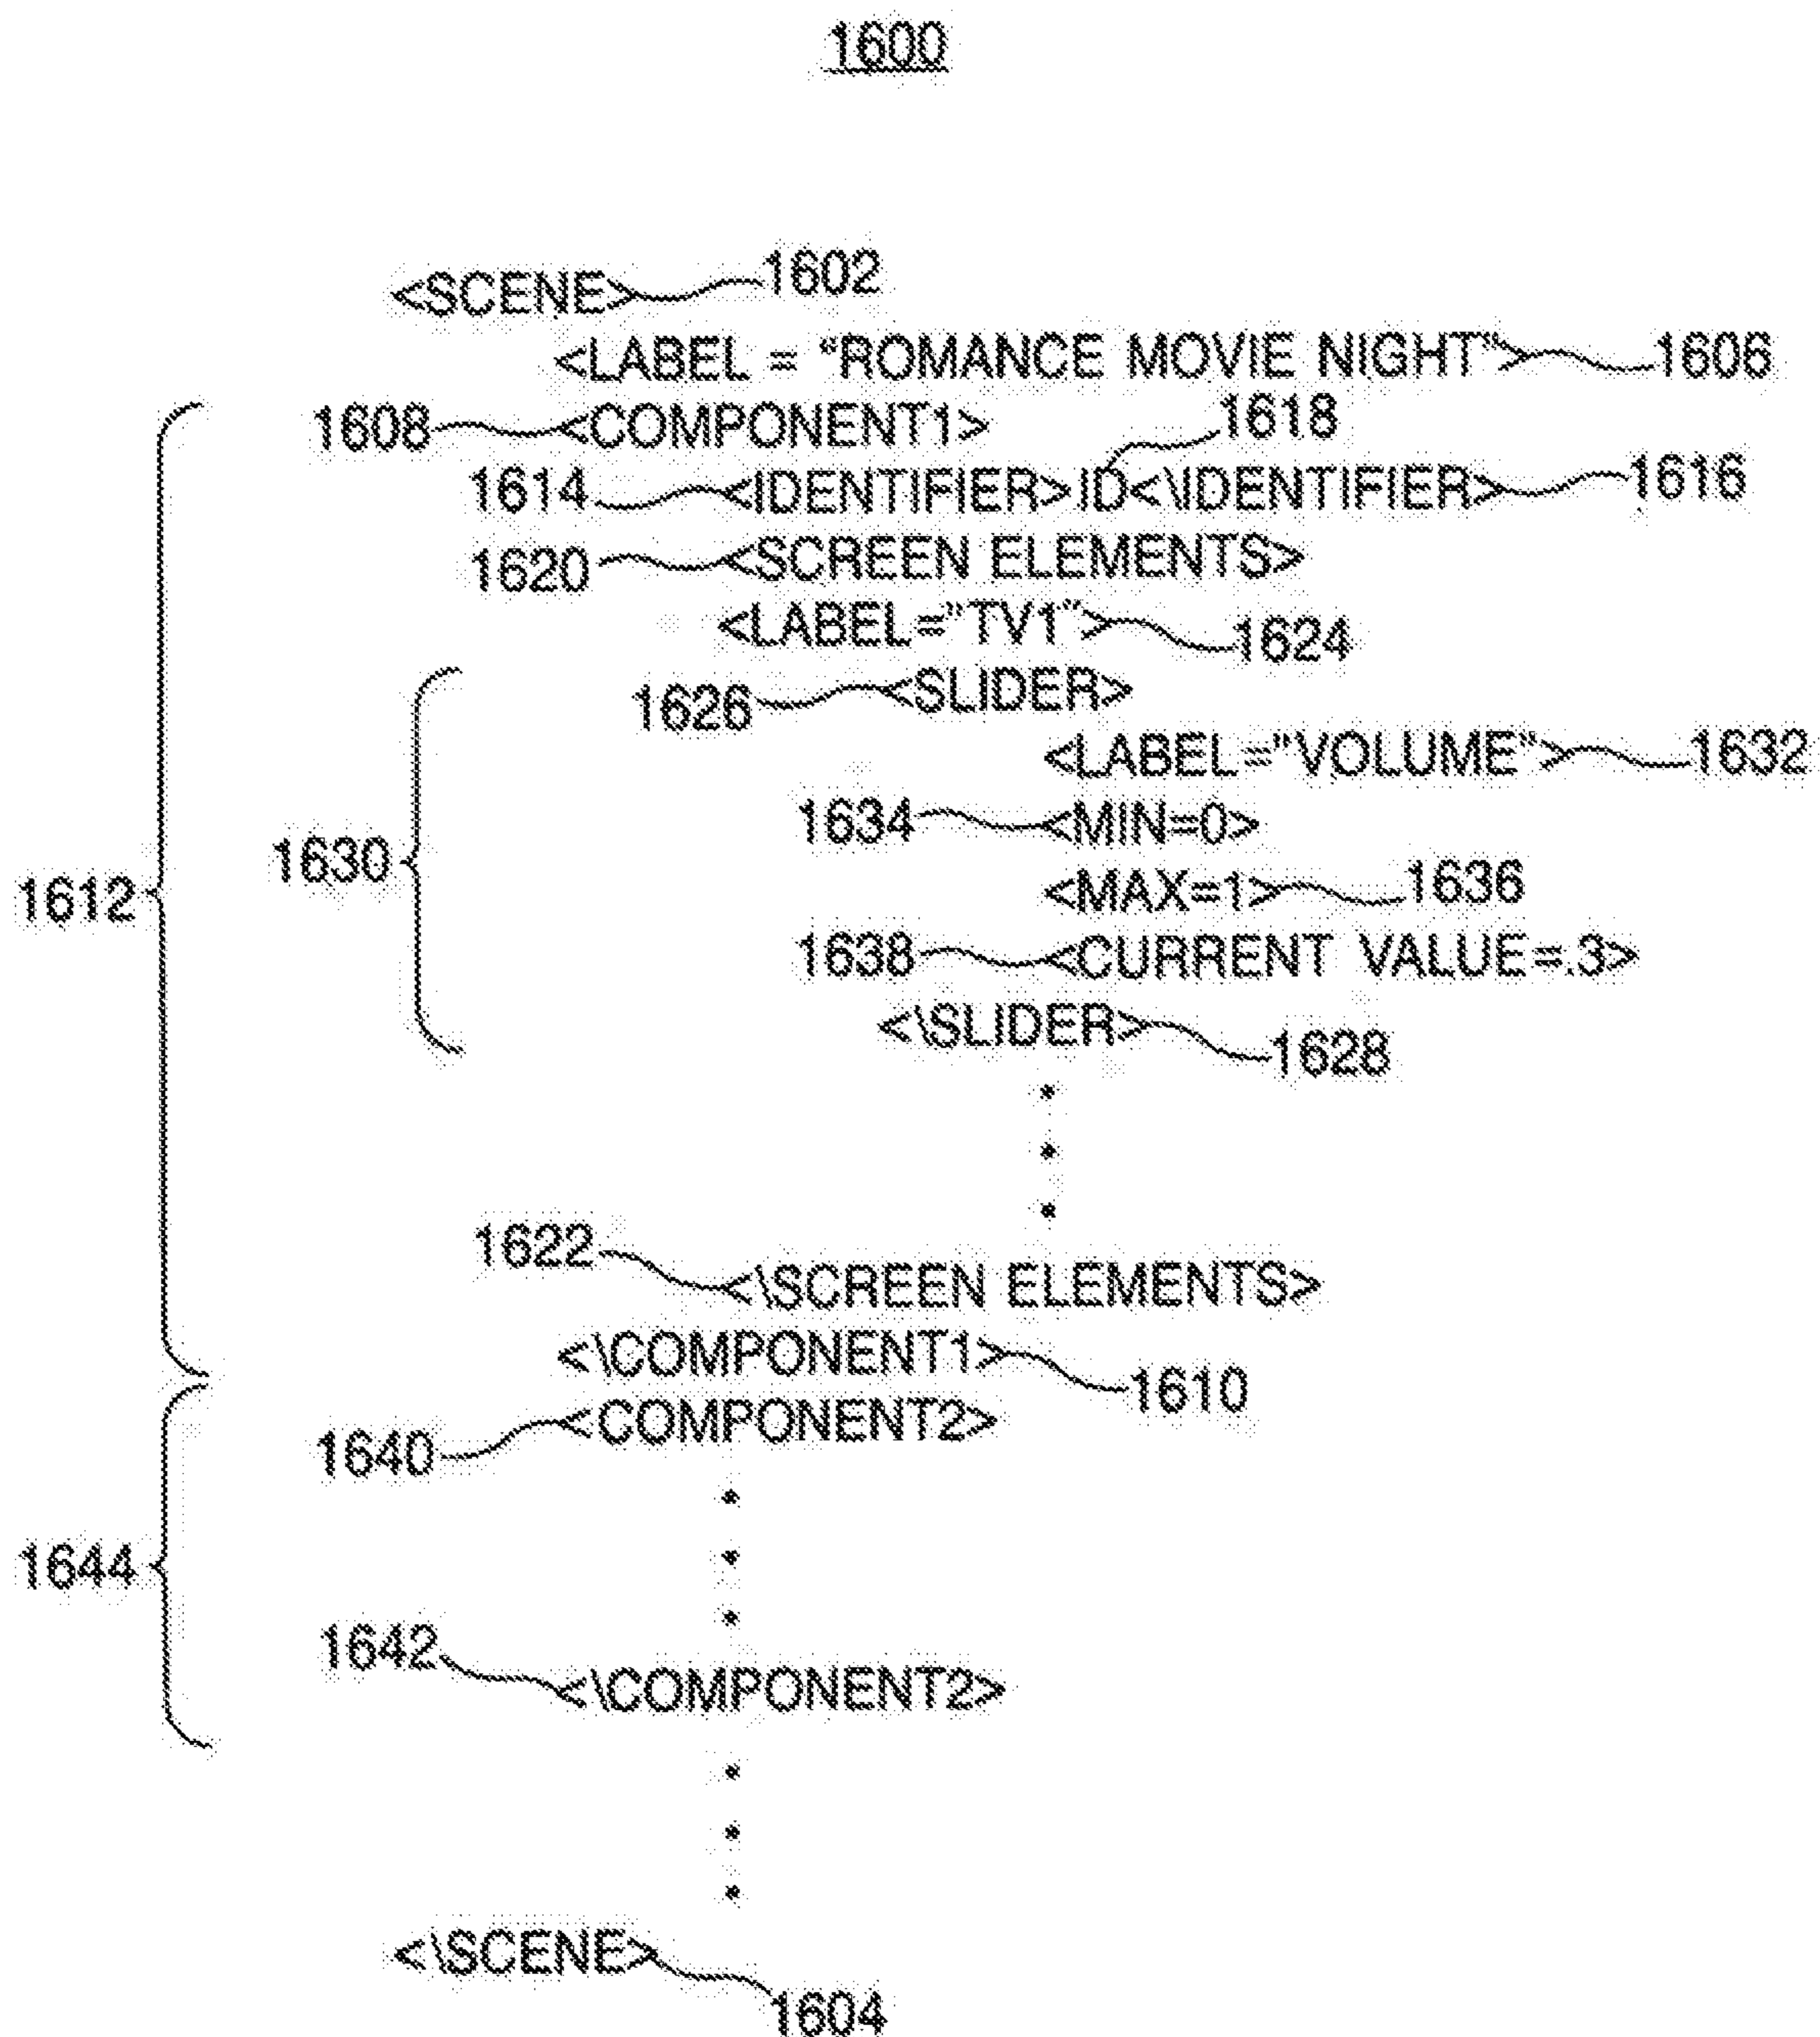 1600
<SCENE> 1602
<LABEL = "ROMANCE MOVIE NIGHT"> 1606
1608 <COMPONENT1> 1618
1614 <IDENTIFIER> ID<\IDENTIFIER> 1616
1620 <SCREEN ELEMENTS>
<LABEL="TV1"> 1624
1626 <SLIDER>
<LABEL="VOLUME"> 1632
1634 <MIN=0>
1612 1630 <MAX=1> 1636
1638 <CURRENT VALUE=.3>
<\SLIDER> 1628
1622 <\SCREEN ELEMENTS>
<\COMPONENT1> 1610
1640 <COMPONENT2>
1644
1642 <\COMPONENT2>
<\SCENE> 1604